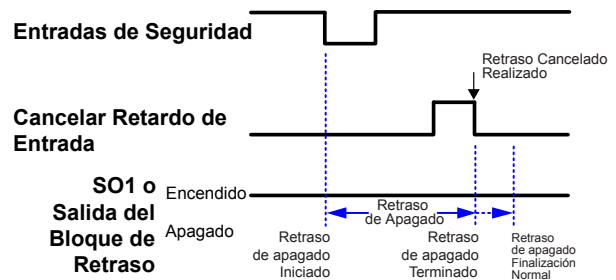 Entradas de Seguridad
Retraso Cancelado
Realizado
Cancelar Retardo de
Entrada
SO1 o
Salida del
Bloque de
Retraso
Encendido
Apagado
Retraso
de Apagado
Retraso
de apagado
Iniciado
Retraso
de apagado
Terminado
Retraso
de apagado
Finalización
Normal